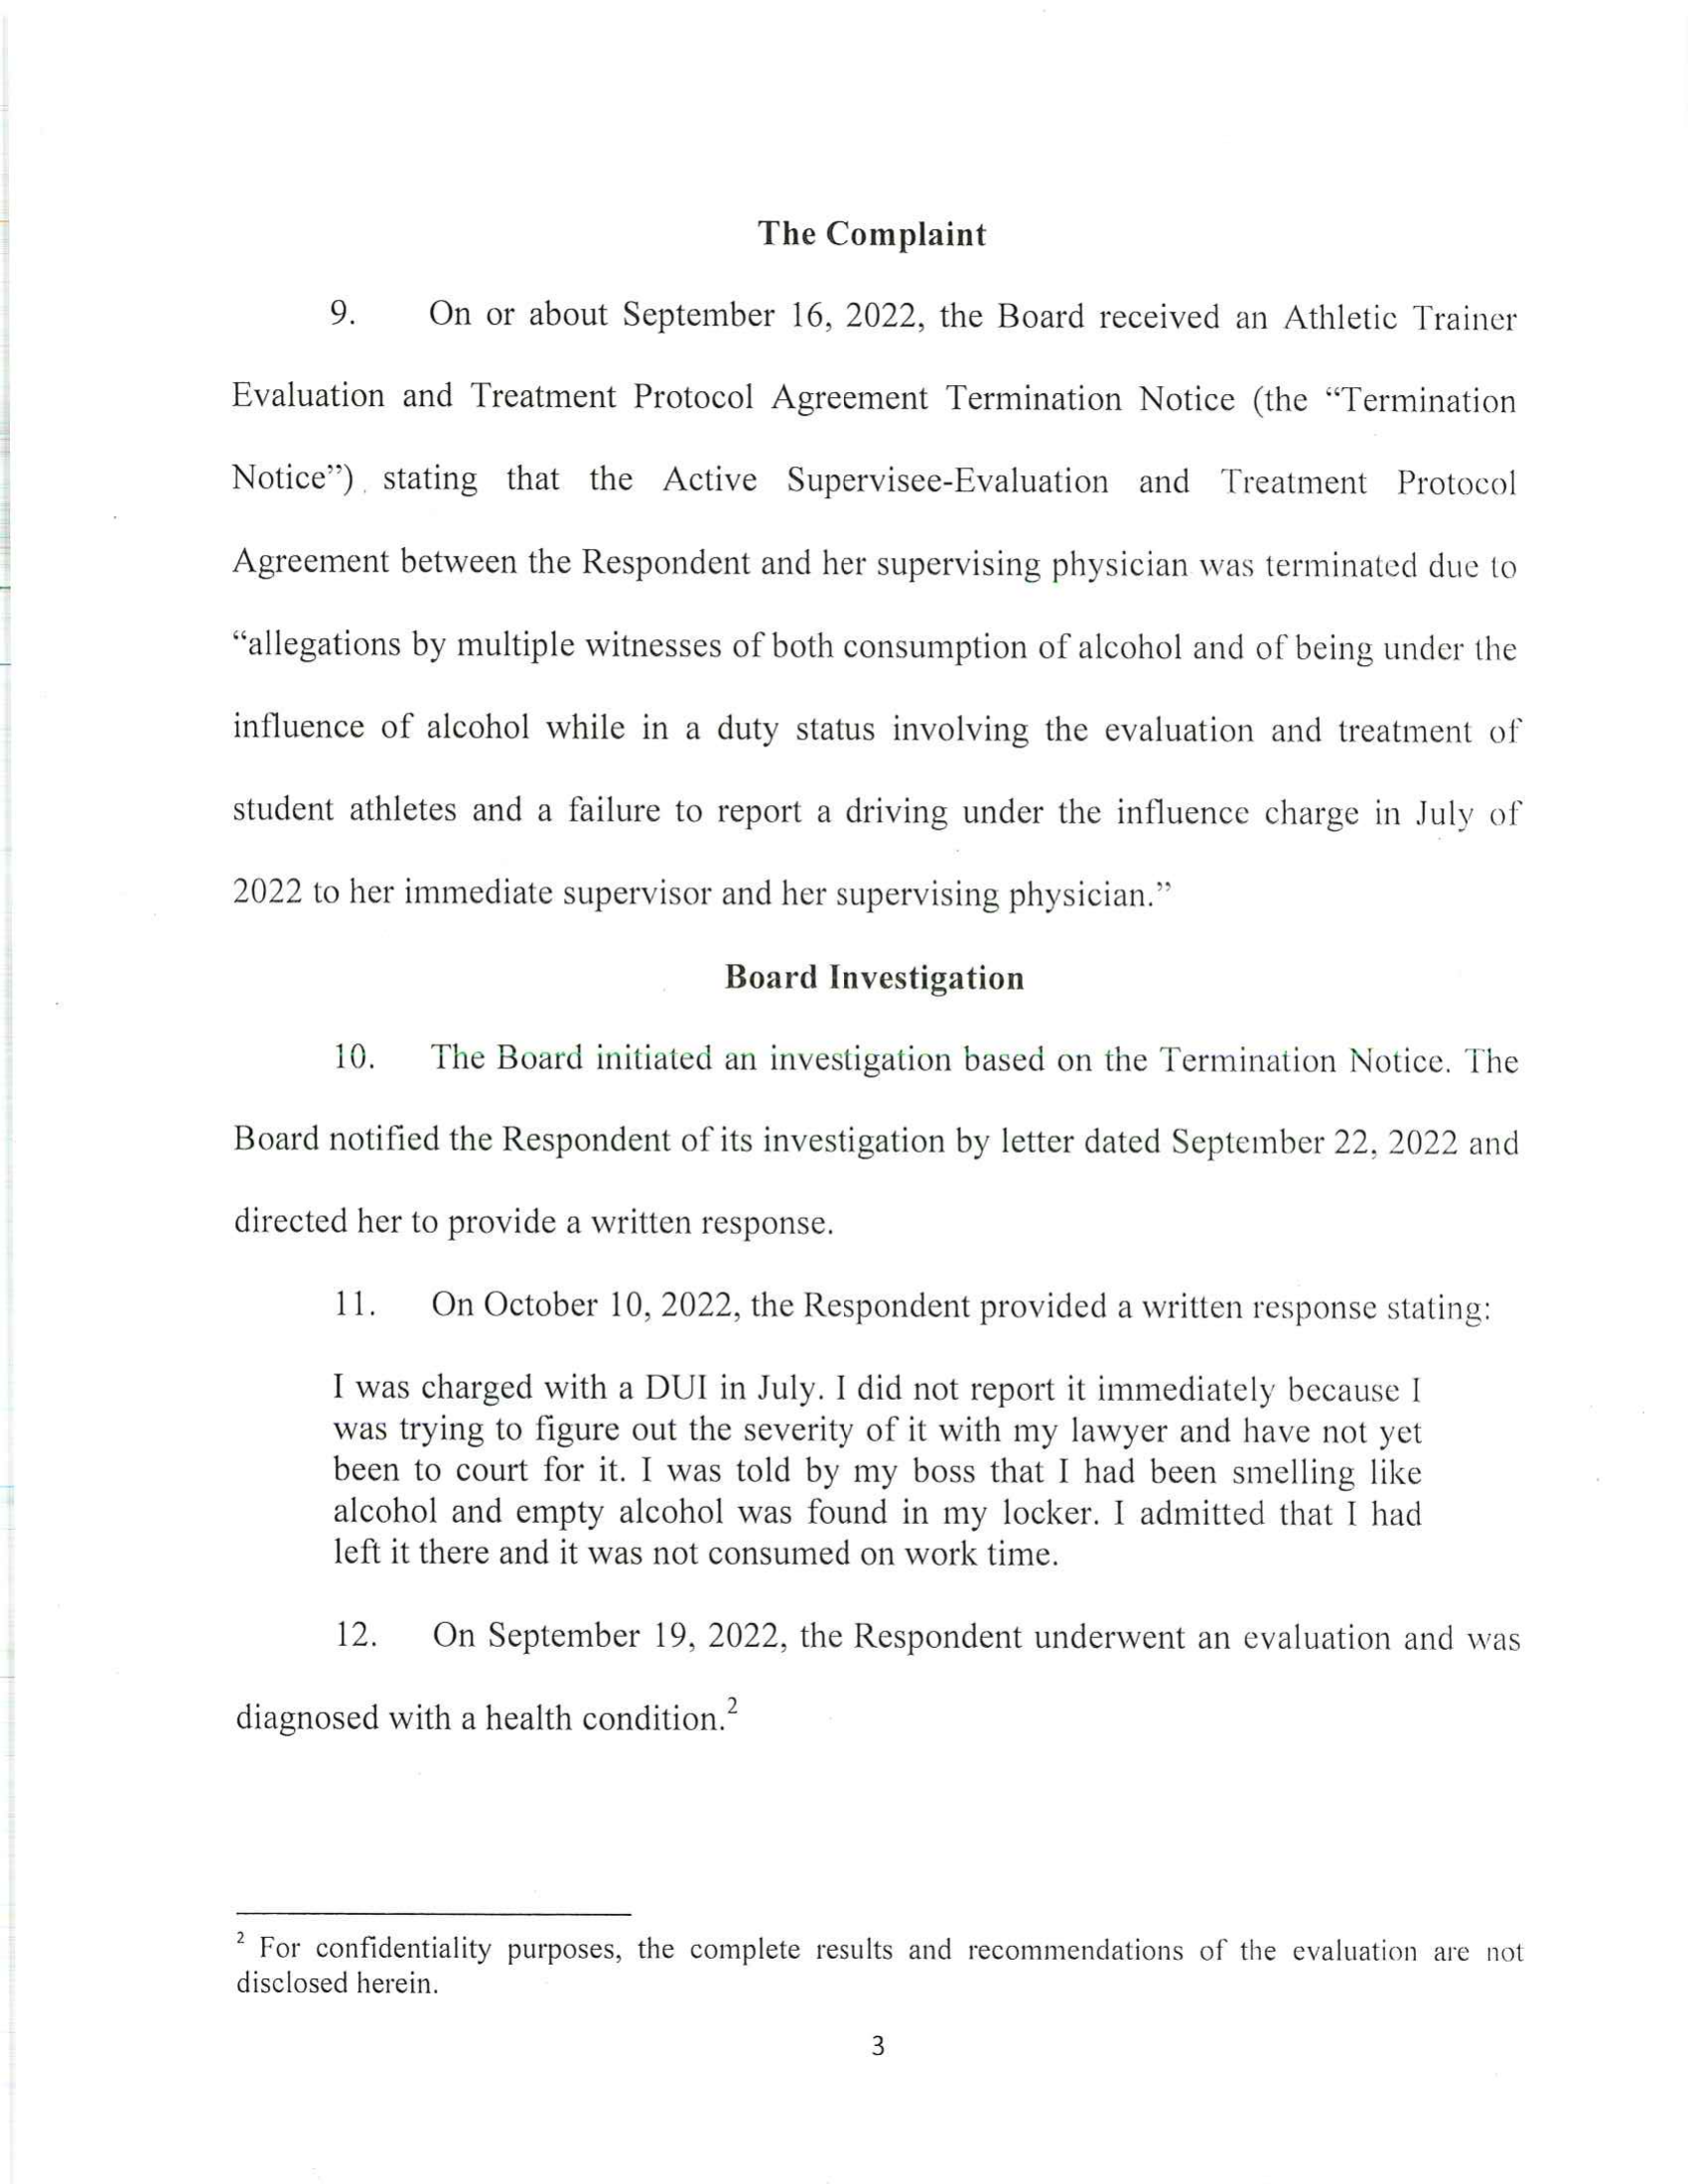 The Complaint
9. On or about September 16, 2022, the Board received an Athletic Trainer
Evaluation and Treatment Protocol Agreement Termination Notice (the “Termination
Notice”) stating that the Active Supervisee-Evaluation and Treatment Protocol
Agreement between the Respondent and her supervising physician was terminated due to
“allegations by multiple witnesses of both consumption of alcohol and of being under the
influence of alcohol while in a duty status involving the evaluation and treatment of
student athletes and a failure to report a driving under the influence charge in July of
2022 to her immediate supervisor and her supervising physician.”
Board Investigation
10. The Board initiated an investigation based on the Termination Notice. The
Board notified the Respondent of its investigation by letter dated September 22, 2022 and
directed her to provide a written response.
11. On October 10, 2022, the Respondent provided a written response stating:
I was charged with a DUI in July. I did not report it immediately because I
was trying to figure out the severity of it with my lawyer and have not yet
been to court for it. I was told by my boss that I had been smelling like
alcohol and empty alcohol was found in my locker. I admitted that I had
left it there and it was not consumed on work time.
12. On September 19, 2022, the Respondent underwent an evaluation and was
diagnosed with a health condition.2
2 For confidentiality purposes, the complete results and recommendations of the evaluation are not
disclosed herein.
3